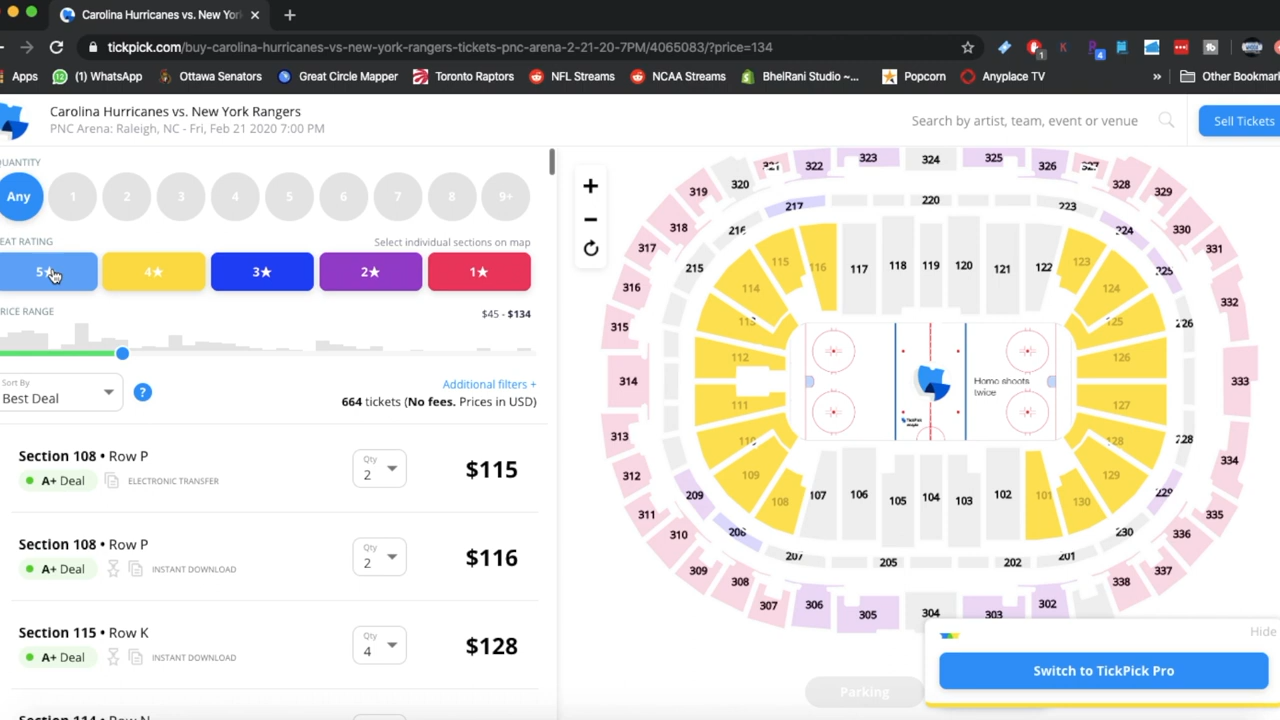 Carolina Hurricanes vs. New Yor
tickpick.com/buy-carolina-hurricanes-vs-new-york-rangers-tickets-pnc-arena-2-21-20-7PM/4065083/?price=134
1
K
4
Apps
(1) WhatsApp
Ottawa Senators
Great Circle Mapper
Toronto Raptors
NFL Streams
NCAA Streams
BhelRani Studio ~...
Popcorn
Anyplace TV
»
Other Bookmar
Carolina Hurricanes vs. New York Rangers
PNC Arena: Raleigh, NC - Fri, Feb 21 2020 7:00 PM
Search by artist, team, event or venue
Sell Tickets
QUANTITY
Any 1 2 3 4 5 6 7 8 9+
EAT RATING
Select individual sections on map
5★ 4★ 3★ 2★ 1★
RICE RANGE
$45 - $134
Sort By
Best Deal
?
Additional filters +
664 tickets (No fees. Prices in USD)
Section 108 • Row P
A+ Deal
ELECTRONIC TRANSFER
Qty
2
$115
Section 108 • Row P
A+ Deal
INSTANT DOWNLOAD
Qty
2
$116
Section 115 • Row K
A+ Deal
INSTANT DOWNLOAD
Qty
4
$128
Section 114 • Row N
+
−
321 322 323 324 325 326 327
319 320 328 329
318 217 216 220 223 224 330
317 215 225 331
316 332
315 226
314 333
313 228
312 209 229 334
311 208 335
310 207 205 202 201 230 336
309 337
308 338
307 306 305 304 303 302
115 116 117 118 119 120 121 122 123
114 124
113 125
112 126
111 127
110 128
109 129
108 107 106 105 104 103 102 101 130
Home shoots
twice
Parking
Hide
Switch to TickPick Pro